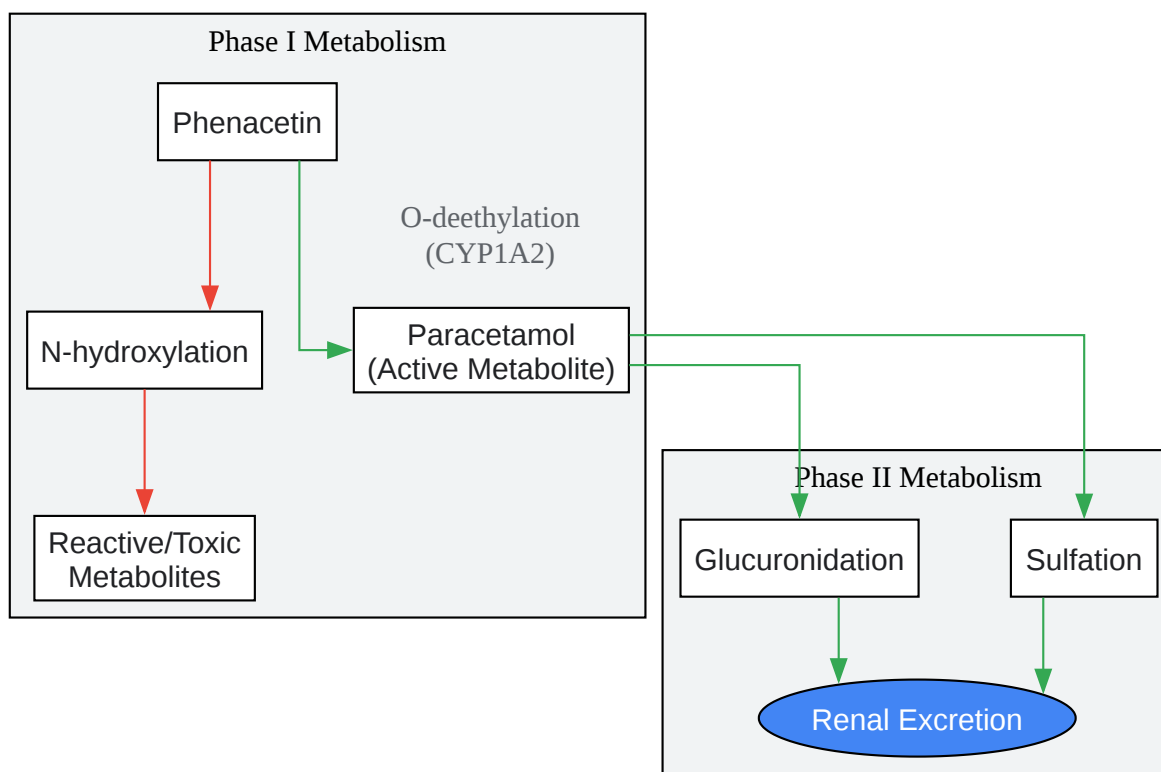 Phase I Metabolism
Phenacetin
O-deethylation
(CYP1A2)
N-hydroxylation
Paracetamol
(Active Metabolite)
Reactive/Toxic
Metabolites
Phase II Metabolism
Glucuronidation
Sulfation
Renal Excretion